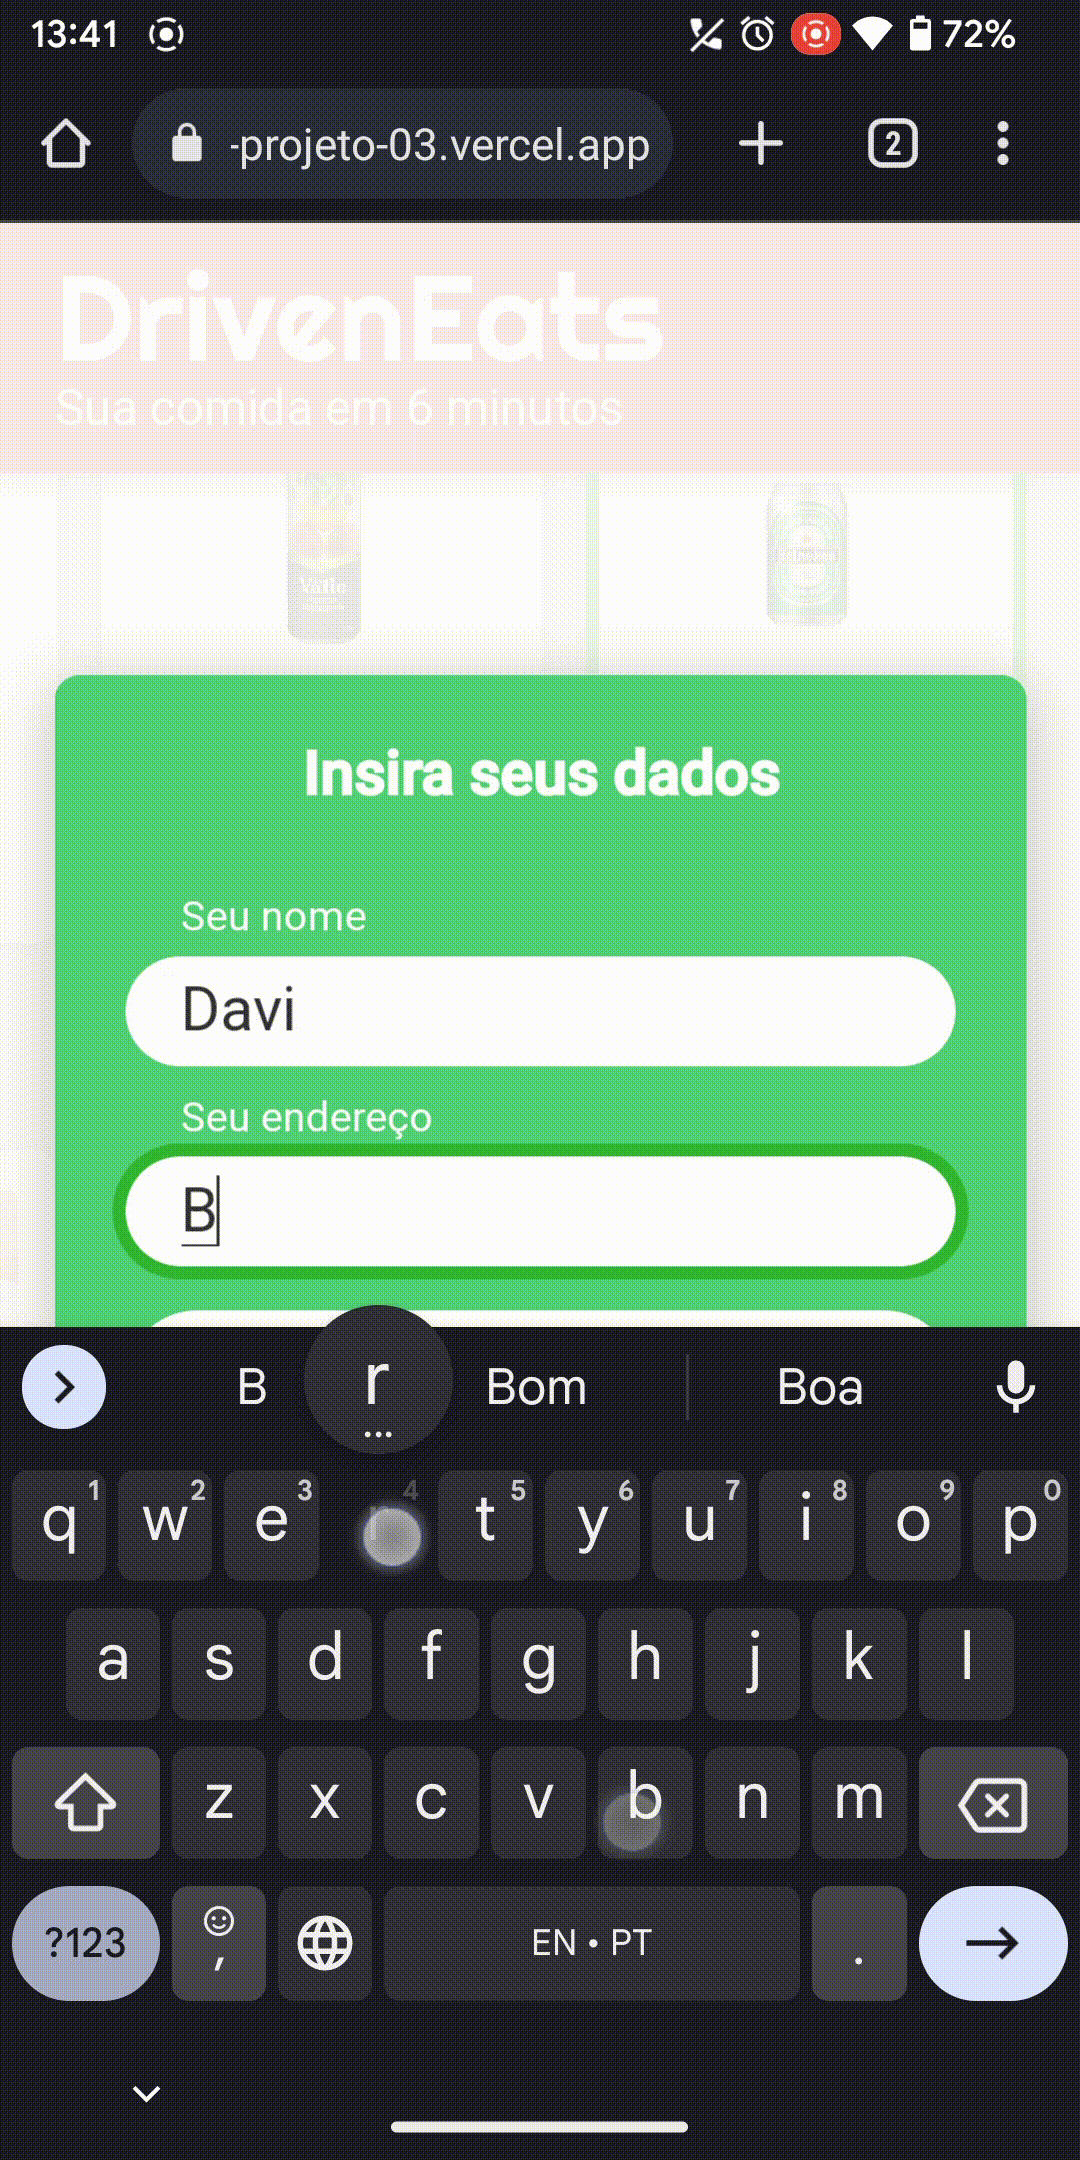 13:41 72%
-projeto-03.vercel.app 2
DrivenEats
Sua comida em 6 minutos
Valle
Insira seus dados
Seu nome
Davi
Seu endereço
B
B r Bom Boa
...
1 2 3 4 5 6 7 8 9 0
q w e r t y u i o p
a s d f g h j k l
z x c v b n m
?123 , EN • PT .